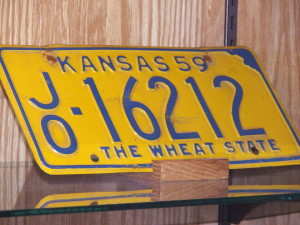 KANSAS 59
JO-16212
THE WHEAT STATE